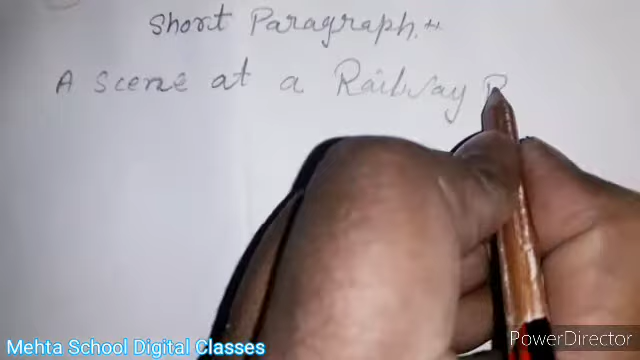 Short Paragraph.
A scene at a Railway P
Mehta School Digital Classes
PowerDirector